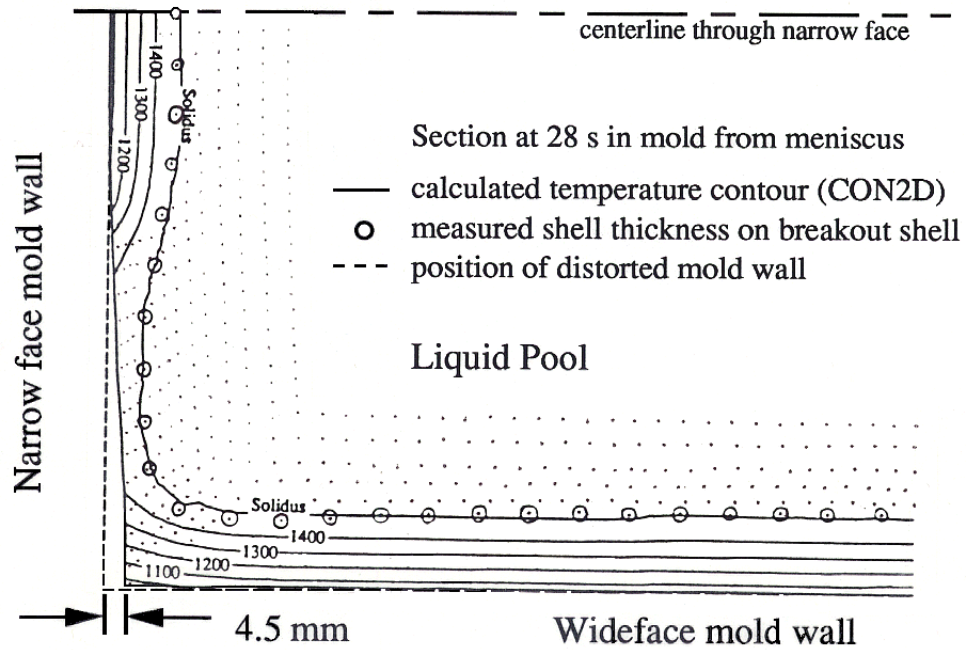 centerline through narrow face
Section at 28 s in mold from meniscus
calculated temperature contour (CON2D)
measured shell thickness on breakout shell
position of distorted mold wall
Liquid Pool
Narrow face mold wall
1400
1300
1200
Solidus
Solidus
1400
1300
1200
1100
4.5 mm
Wideface mold wall